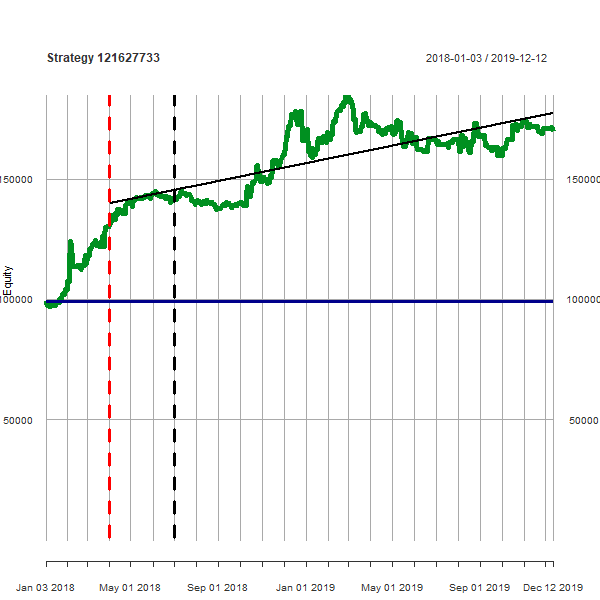 Strategy 121627733
2018-01-03 / 2019-12-12
150000
150000
Equity
100000
100000
50000
50000
Jan 03 2018
May 01 2018
Sep 01 2018
Jan 01 2019
May 01 2019
Sep 01 2019
Dec 12 2019